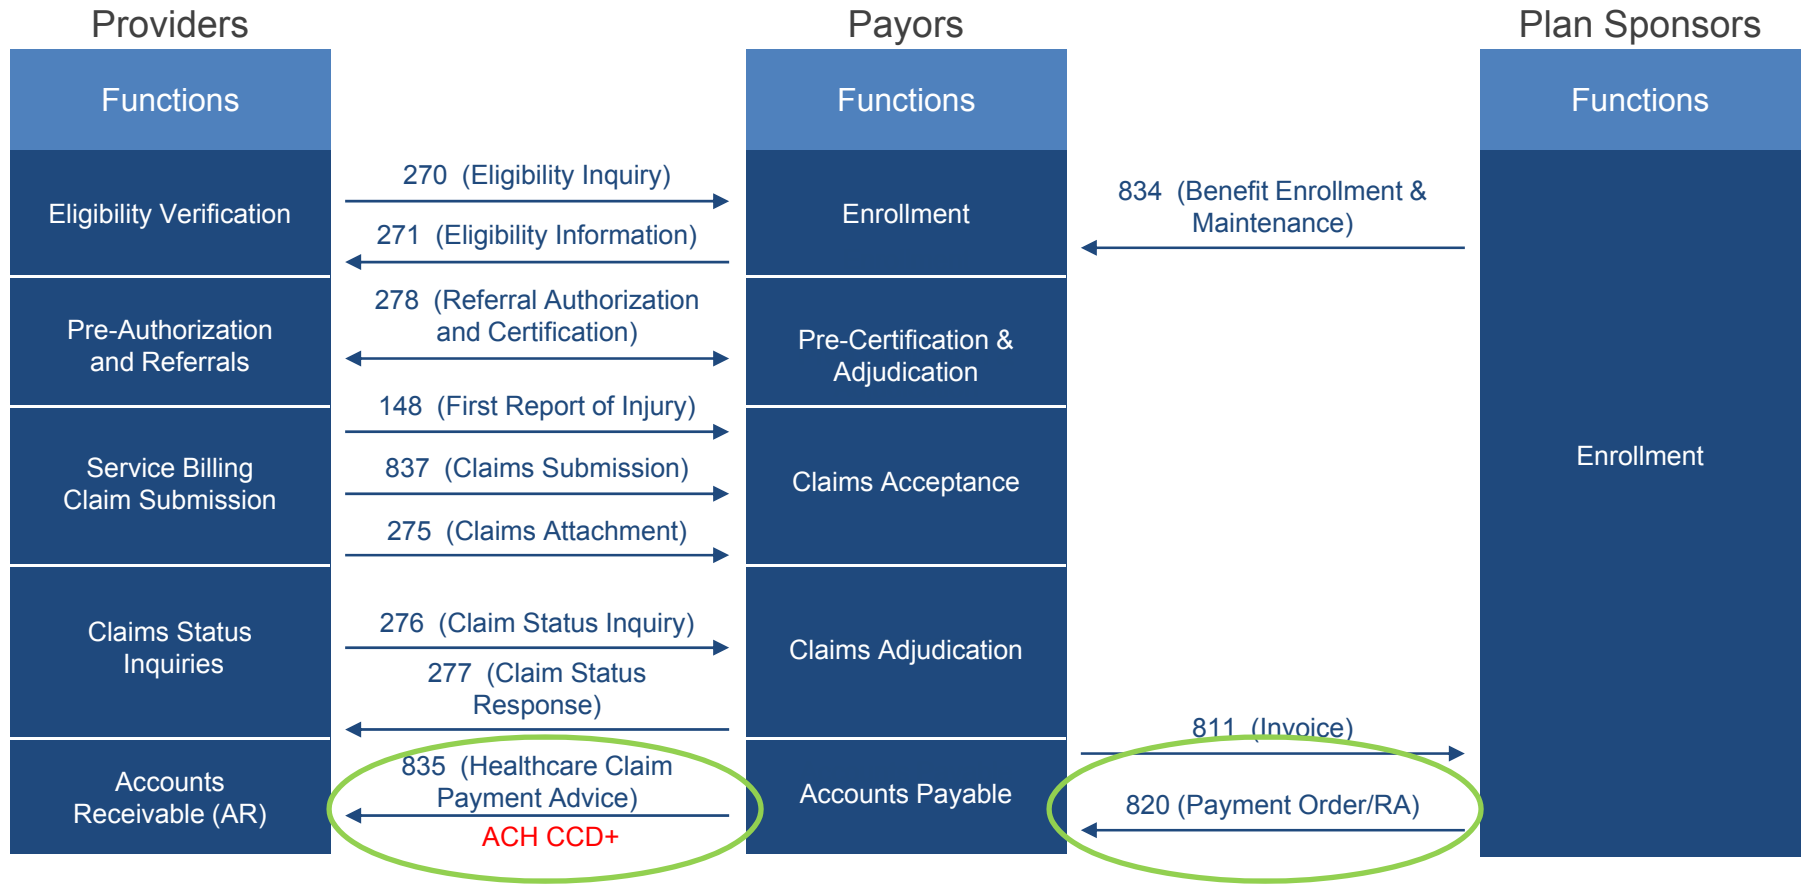 Providers
Payors
Plan Sponsors
Functions
Functions
Functions
Eligibility Verification
270  (Eligibility Inquiry)
271  (Eligibility Information)
Enrollment
834  (Benefit Enrollment &
Maintenance)
Pre-Authorization
and Referrals
278  (Referral Authorization
and Certification)
Pre-Certification &
Adjudication
148  (First Report of Injury)
Service Billing
Claim Submission
837  (Claims Submission)
275  (Claims Attachment)
Claims Acceptance
Enrollment
Claims Status
Inquiries
276  (Claim Status Inquiry)
277  (Claim Status
Response)
Claims Adjudication
811  (Invoice)
Accounts
Receivable (AR)
835  (Healthcare Claim
Payment Advice)
ACH CCD+
Accounts Payable
820 (Payment Order/RA)